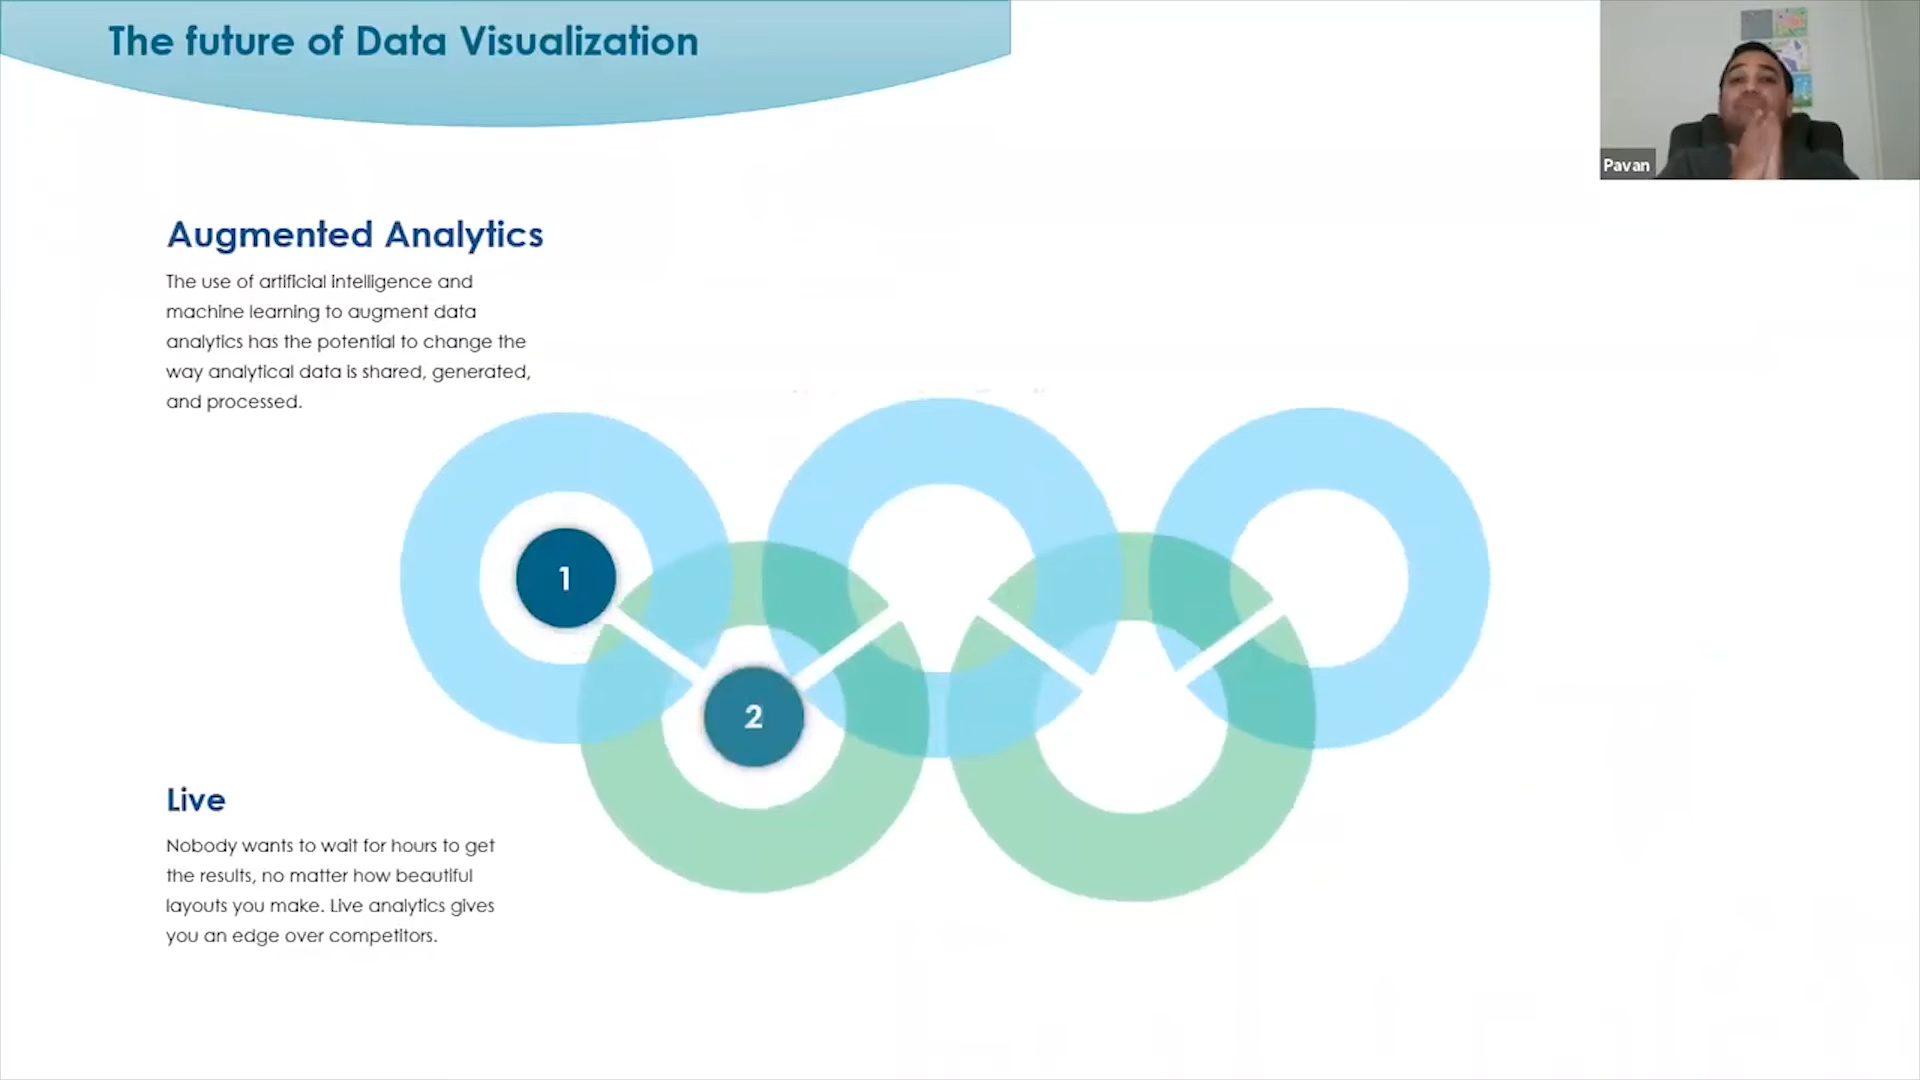 The future of Data Visualization
Pavan
Augmented Analytics
The use of artificial intelligence and
machine learning to augment data
analytics has the potential to change the
way analytical data is shared, generated,
and processed.
1
2
Live
Nobody wants to wait for hours to get
the results, no matter how beautiful
layouts you make. Live analytics gives
you an edge over competitors.